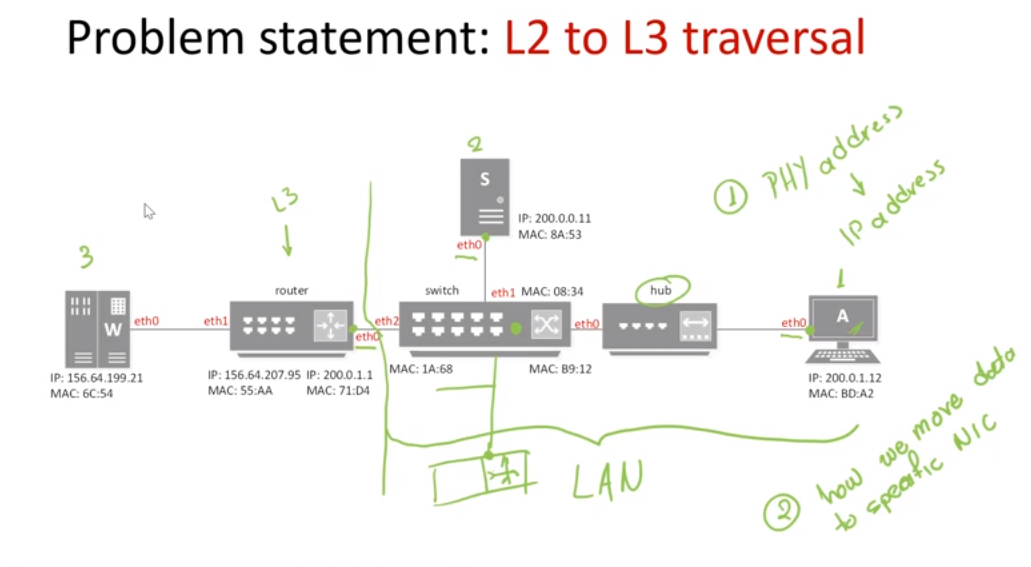 Problem statement: L2 to L3 traversal
① PHY address
↓
IP address
2
S
IP: 200.0.0.11
MAC: 8A:53
eth0
L3
↓
3
1
router
switch
eth1 MAC: 08:34
hub
W
eth0
eth1
eth2
eth0
eth0
eth0
A
IP: 156.64.199.21
MAC: 6C:54
IP: 156.64.207.95 IP: 200.0.1.1
MAC: 55:AA MAC: 71:D4
MAC: 1A:68
MAC: B9:12
IP: 200.0.1.12
MAC: BD:A2
LAN
② how we move data
to specific NIC